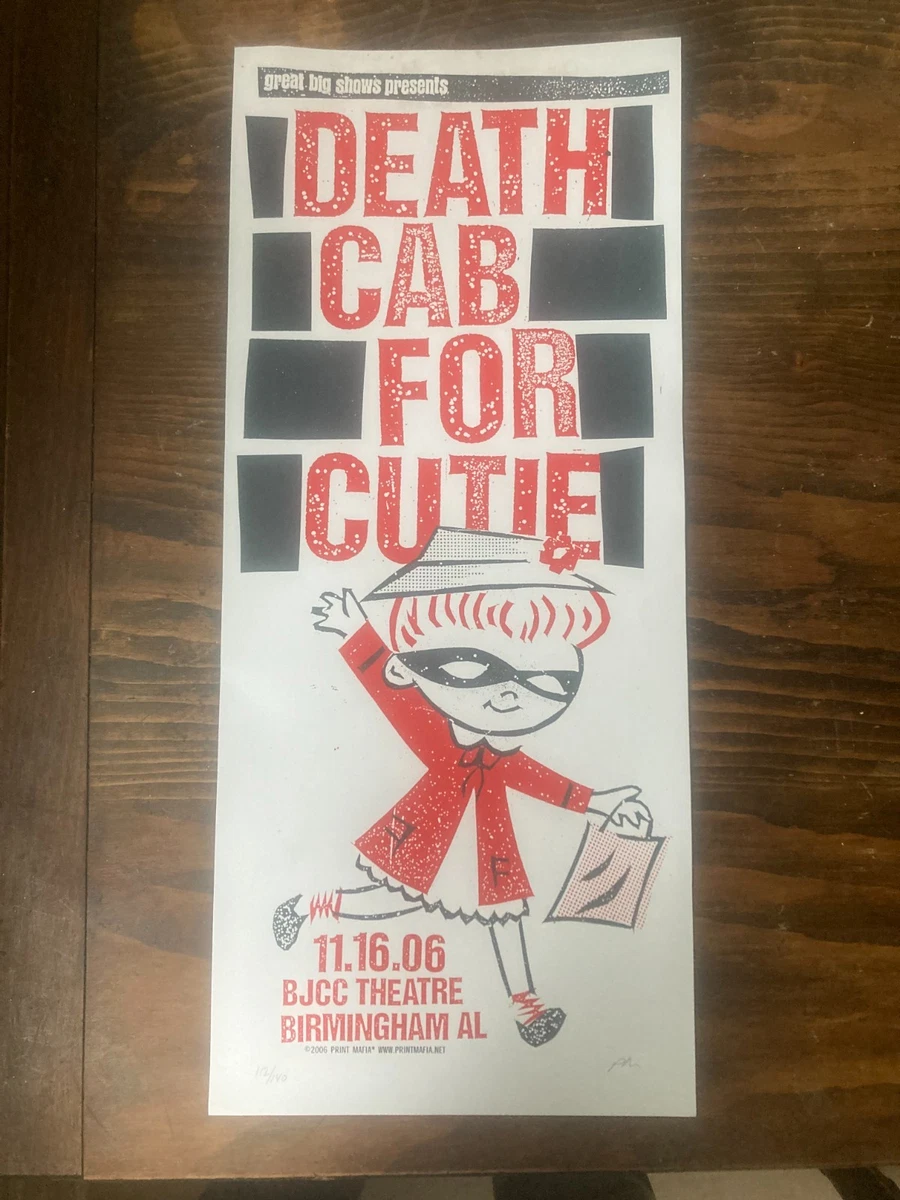 great big shows presents
DEATH
CAB
FOR
CUTIE
11.16.06
BJCC THEATRE
BIRMINGHAM AL
©2006 PRINT MAFIA® WWW.PRINTMAFIA.NET